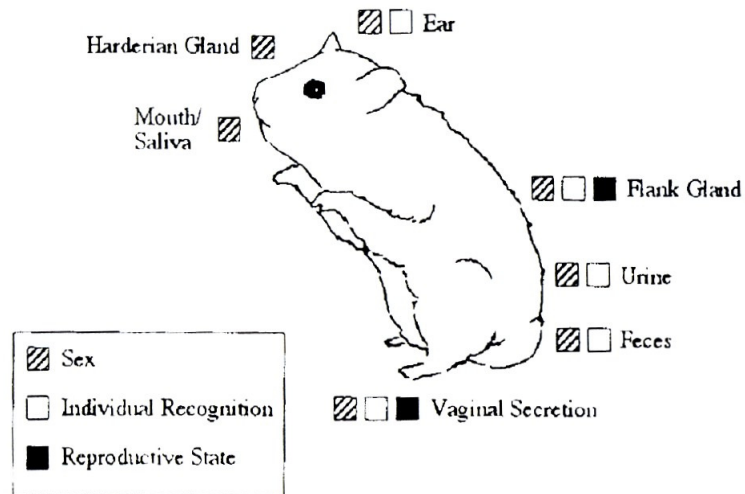 Ear
Harderian Gland
Mouth/
Saliva
Flank Gland
Urine
Feces
Vaginal Secretion
Sex
Individual Recognition
Reproductive State